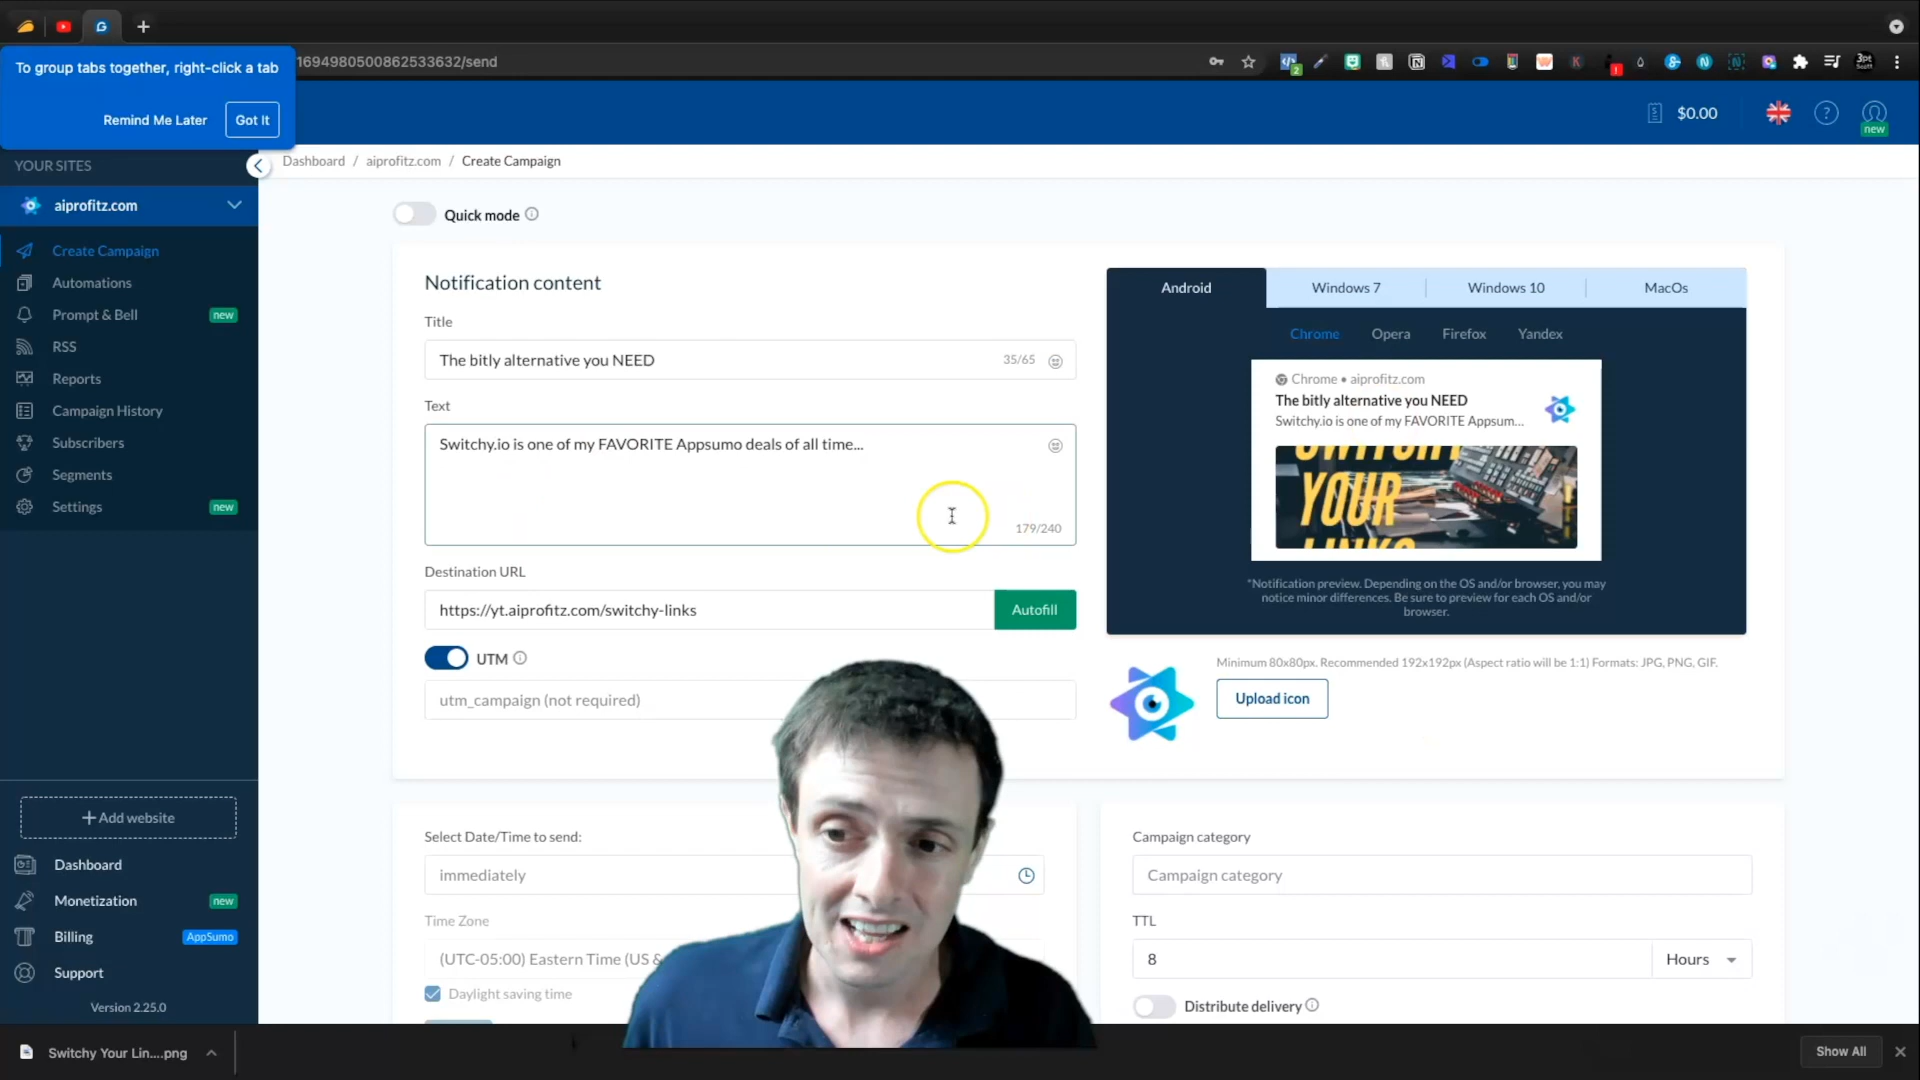 To group tabs together, right-click a tab
Remind Me Later
Got It
1694980500862533632/send
2
3pt
$0.00
new
YOUR SITES
aiprofitz.com
Create Campaign
Automations
Prompt & Bell
new
RSS
Reports
Campaign History
Subscribers
Segments
Settings
new
+ Add website
Dashboard
Monetization
new
Billing
AppSumo
Support
Version 2.25.0
Dashboard / aiprofitz.com / Create Campaign
Quick mode
Notification content
Title
The bitly alternative you NEED
35/65
Text
Switchy.io is one of my FAVORITE Appsumo deals of all time...
179/240
Destination URL
https://yt.aiprofitz.com/switchy-links
Autofill
UTM
utm_campaign (not required)
Android
Windows 7
Windows 10
MacOs
Chrome
Opera
Firefox
Yandex
Chrome • aiprofitz.com
The bitly alternative you NEED
Switchy.io is one of my FAVORITE Appsum...
SWITCHY
YOUR
LINKS
*Notification preview. Depending on the OS and/or browser, you may
notice minor differences. Be sure to preview for each OS and/or
browser.
Minimum 80x80px. Recommended 192x192px (Aspect ratio will be 1:1) Formats: JPG, PNG, GIF.
Upload icon
Select Date/Time to send:
immediately
Time Zone
(UTC-05:00) Eastern Time (US &
Daylight saving time
Campaign category
Campaign category
TTL
8
Hours
Distribute delivery
Switchy Your Lin....png
Show All